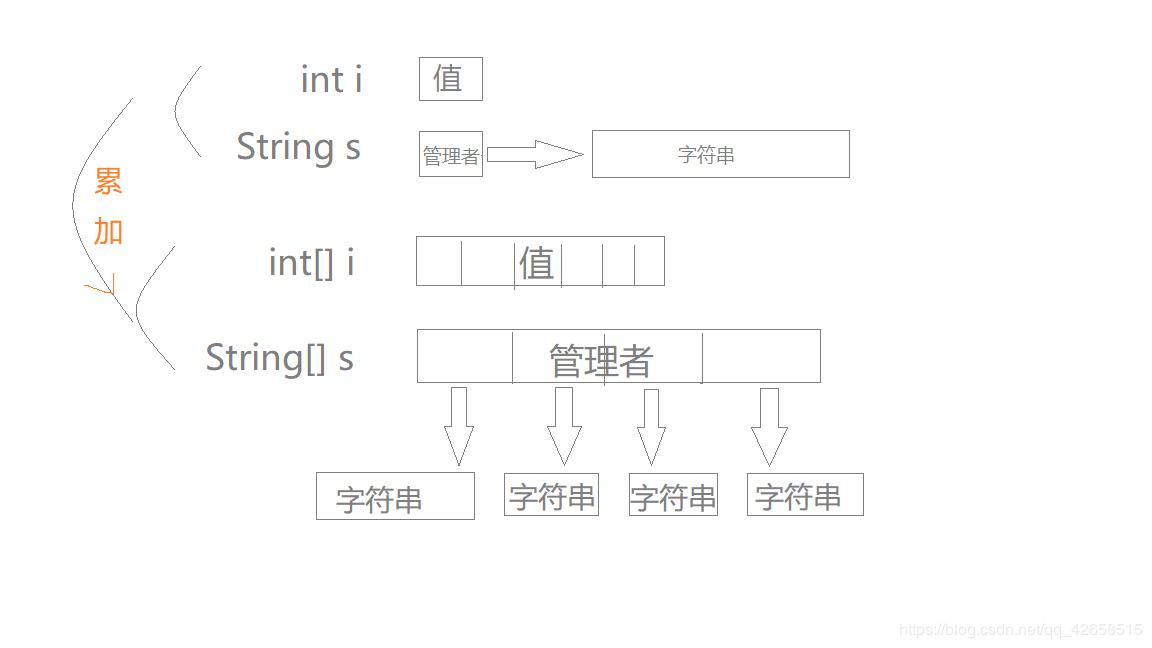 int i
值
String s
管理者
字符串
累
加
int[] i
值
String[] s
管理者
字符串
字符串
字符串
字符串
https://blog.csdn.net/qq_42658515